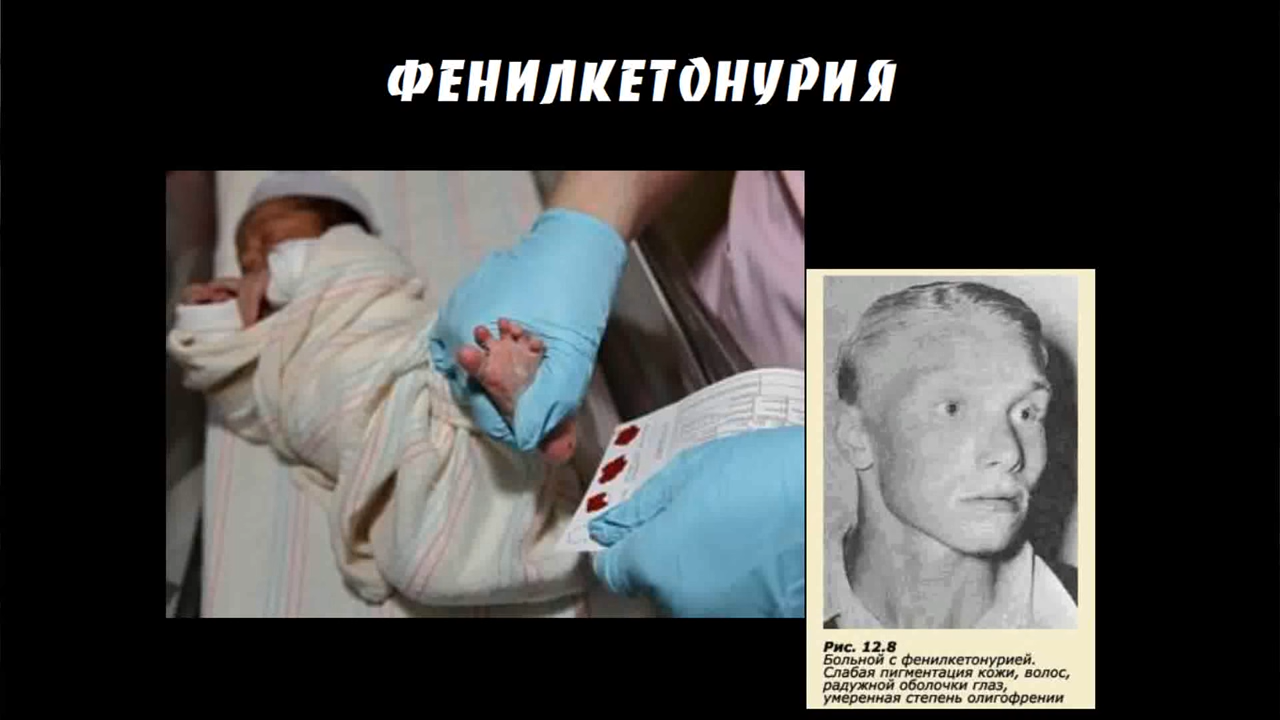 ФЕНИЛКЕТОНУРИЯ
Рис. 12.8
Больной с фенилкетонурией.
Слабая пигментация кожи, волос,
радужной оболочки глаз,
умеренная степень олигофрении